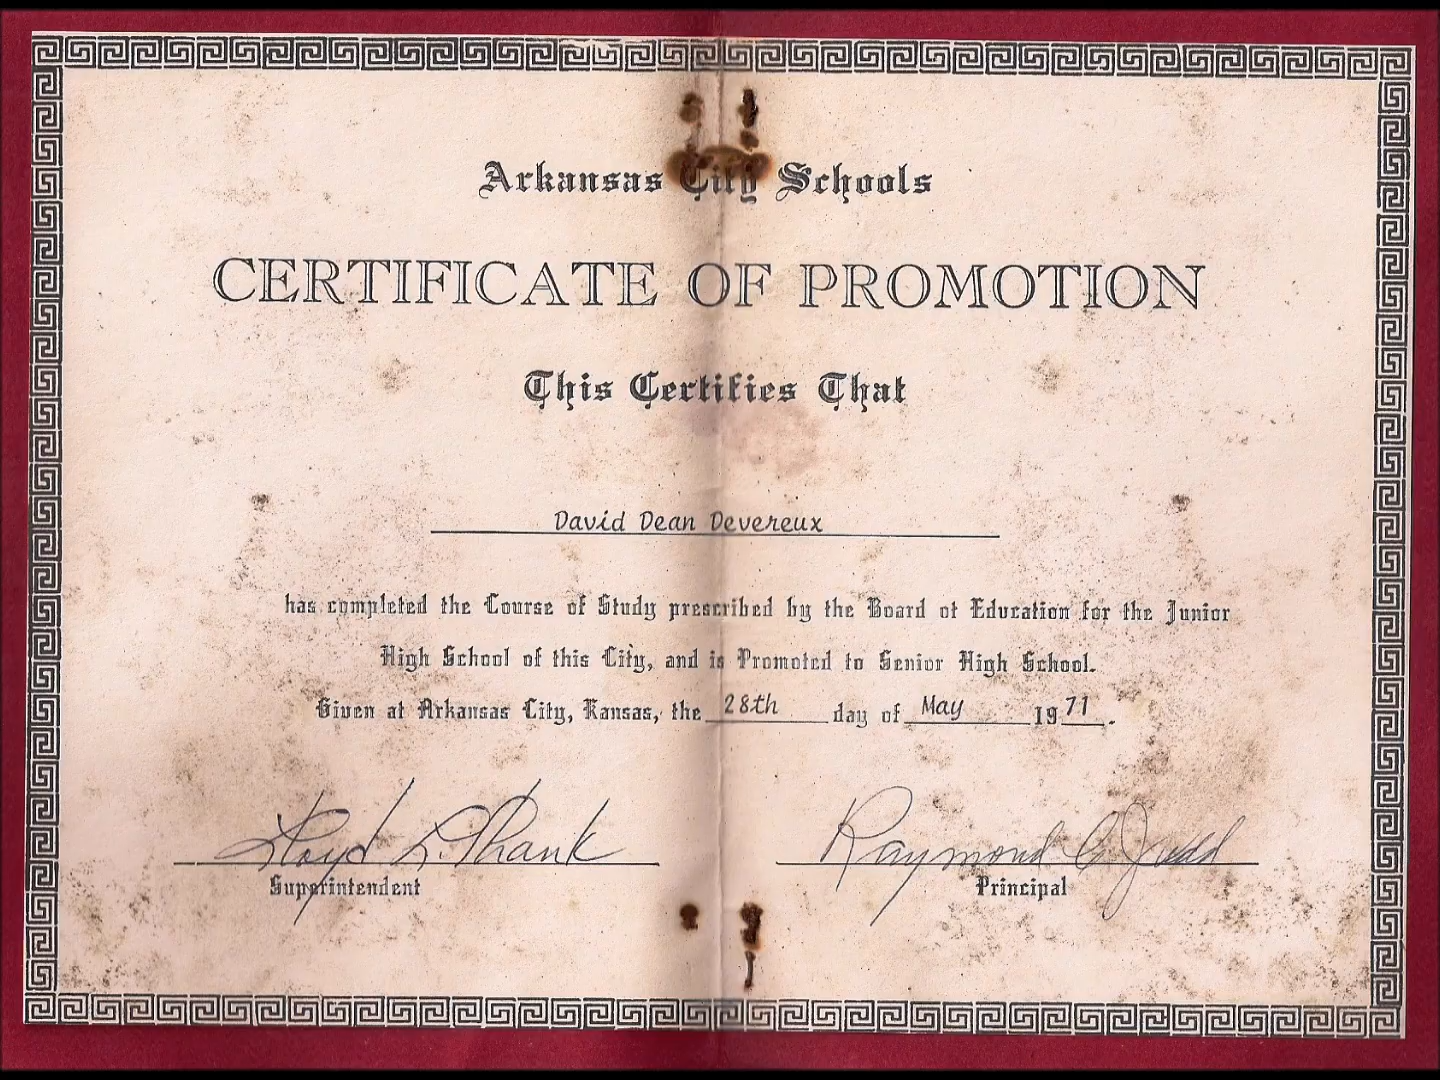 Arkansas City Schools
CERTIFICATE OF PROMOTION
This Certifies That
David Dean Devereux
has completed the Course of Study prescribed by the Board of Education for the Junior
High School of this City, and is Promoted to Senior High School.
Given at Arkansas City, Kansas, the 28th day of May 1971.
Lloyd L. Shank Raymond C. Judd
Superintendent Principal